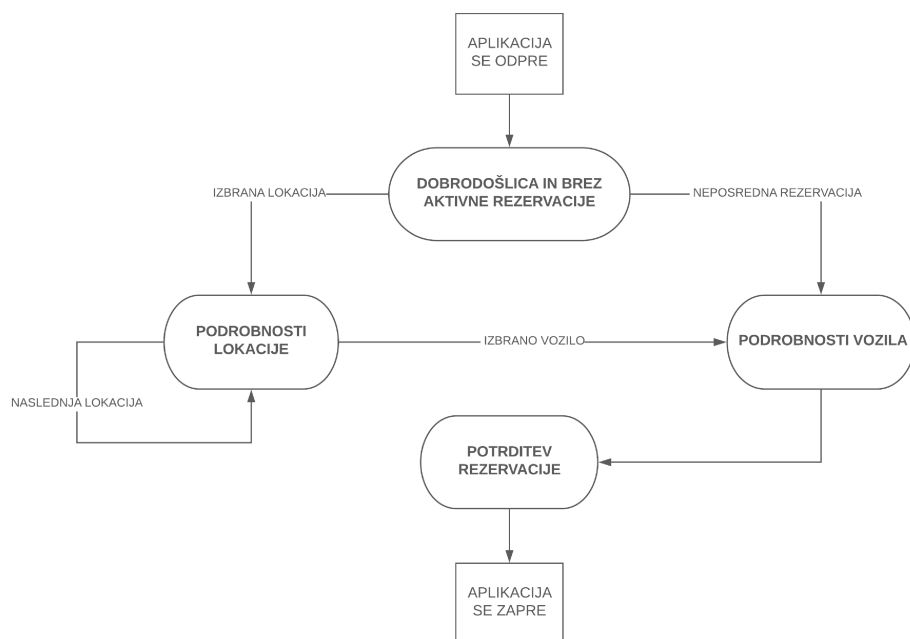 APLIKACIJA
SE ODPRE
DOBRODOŠLICA IN BREZ
AKTIVNE REZERVACIJE
IZBRANA LOKACIJA
NEPOSREDNA REZERVACIJA
PODROBNOSTI
LOKACIJE
IZBRANO VOZILO
PODROBNOSTI VOZILA
NASLEDNJA LOKACIJA
POTRDITEV
REZERVACIJE
APLIKACIJA
SE ZAPRE